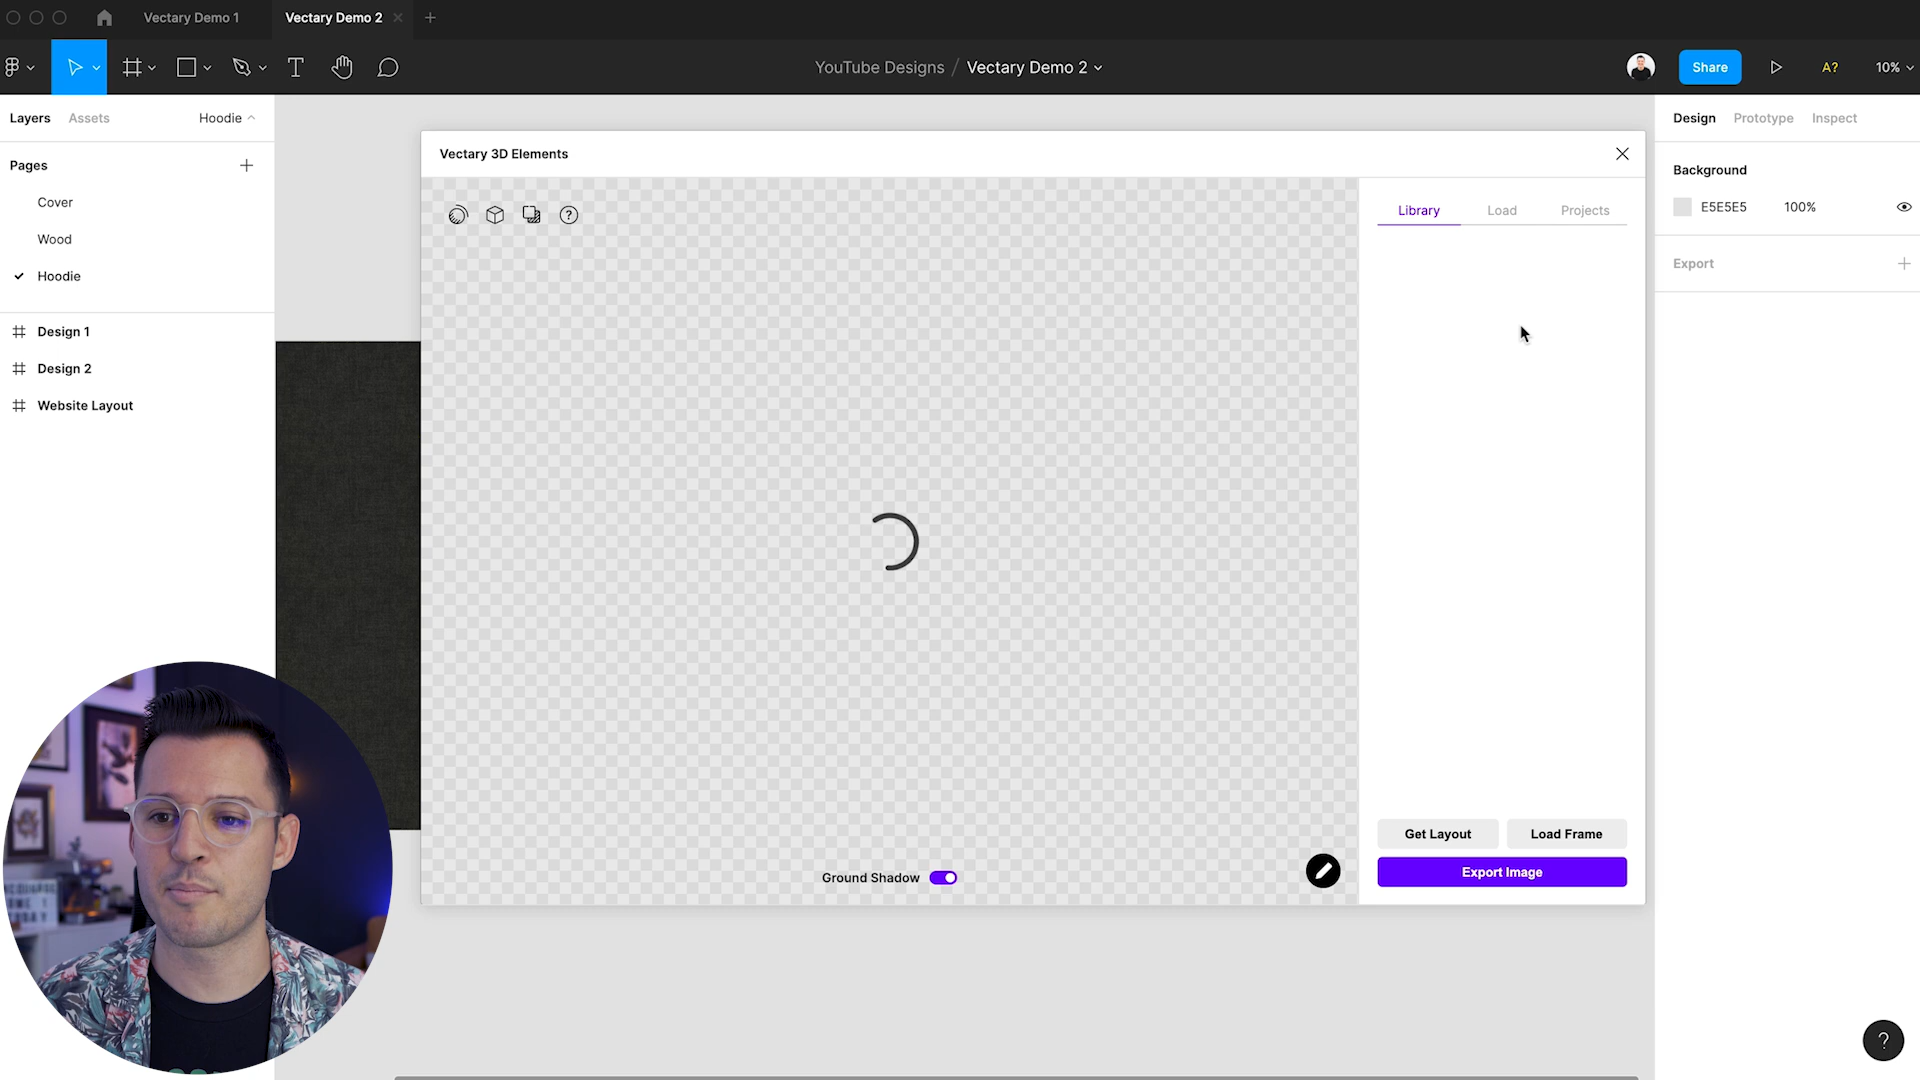 Vectary Demo 1
Vectary Demo 2
YouTube Designs / Vectary Demo 2
Share
A?
10%
Layers
Assets
Hoodie
Pages
Cover
Wood
Hoodie
Design 1
Design 2
Website Layout
Vectary 3D Elements
?
Library
Load
Projects
Ground Shadow
Get Layout
Load Frame
Export Image
Design
Prototype
Inspect
Background
E5E5E5
100%
Export
?